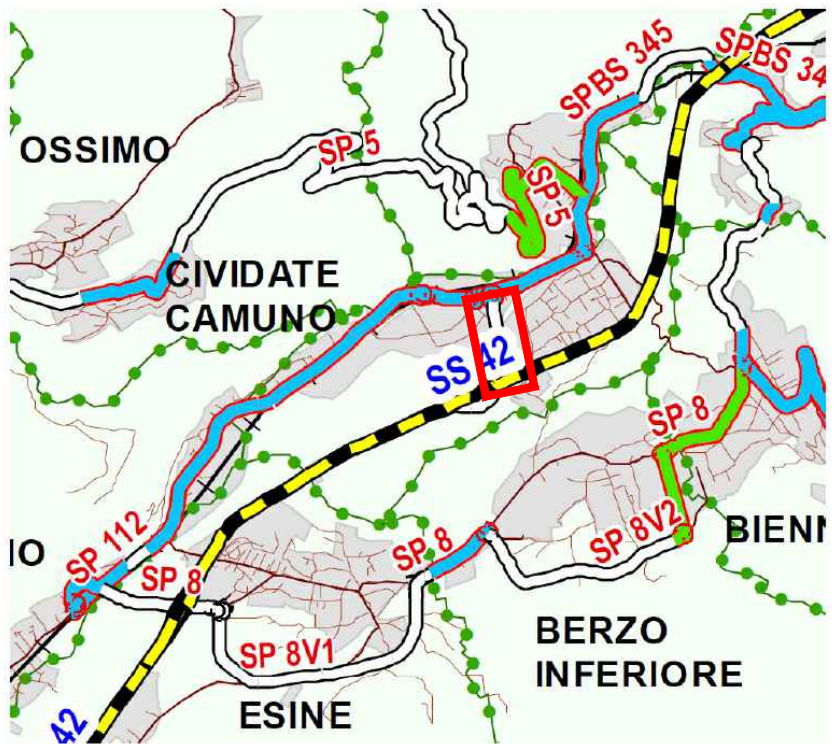 SPBS 345
SPBS 34
OSSIMO
SP 5
SP 5
CIVIDATE
CAMUNO
SS 42
SP 8
SP 112
SP 8
SP 8V2
BIENN
IO
SP 8
SP 8V1
BERZO
INFERIORE
ESINE
42